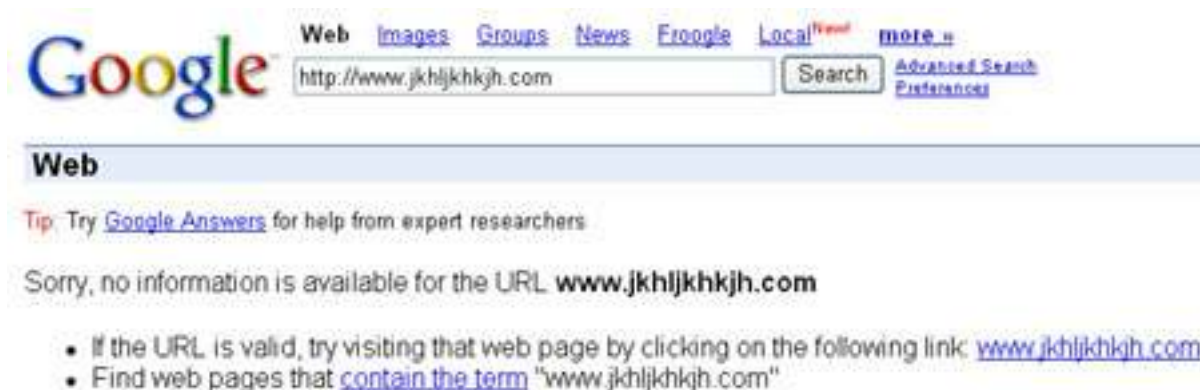 Google Web Images Groups News Froogle Local New! more »
http://www.jkhljkhkjh.com Search Advanced Search
Preferences
Web
Tip: Try Google Answers for help from expert researchers
Sorry, no information is available for the URL www.jkhljkhkjh.com
• If the URL is valid, try visiting that web page by clicking on the following link: www.jkhljkhkjh.com
• Find web pages that contain the term "www.jkhljkhkjh.com"